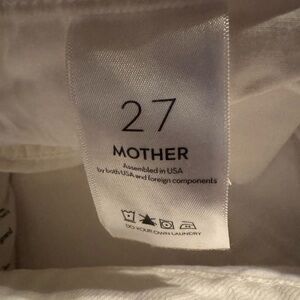 27
MOTHER
Assembled in USA
by both USA and foreign components
DO YOUR OWN LAUNDRY